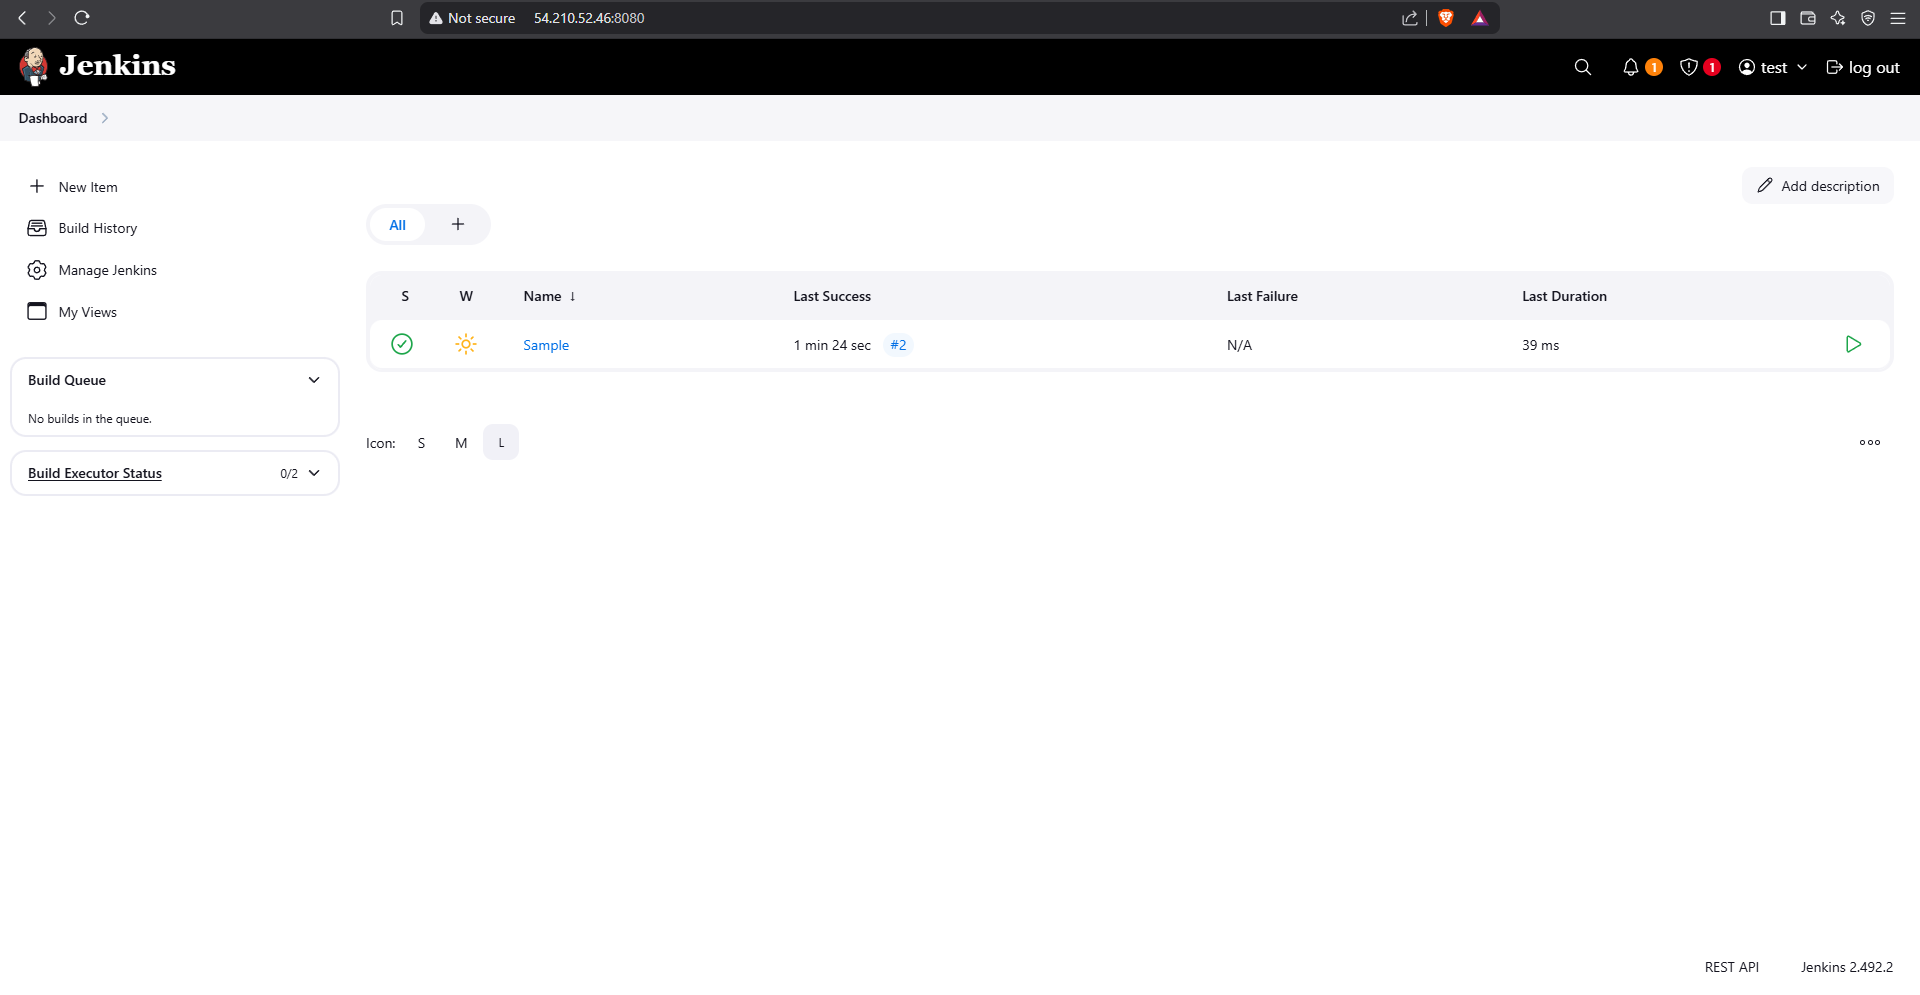 Not secure 54.210.52.46:8080
Jenkins
1 1 test log out
Dashboard
New Item
Build History
Manage Jenkins
My Views
Build Queue
No builds in the queue.
Build Executor Status 0/2
Add description
All +
S W Name ↓ Last Success Last Failure Last Duration
Sample 1 min 24 sec #2 N/A 39 ms
Icon: S M L
REST API Jenkins 2.492.2